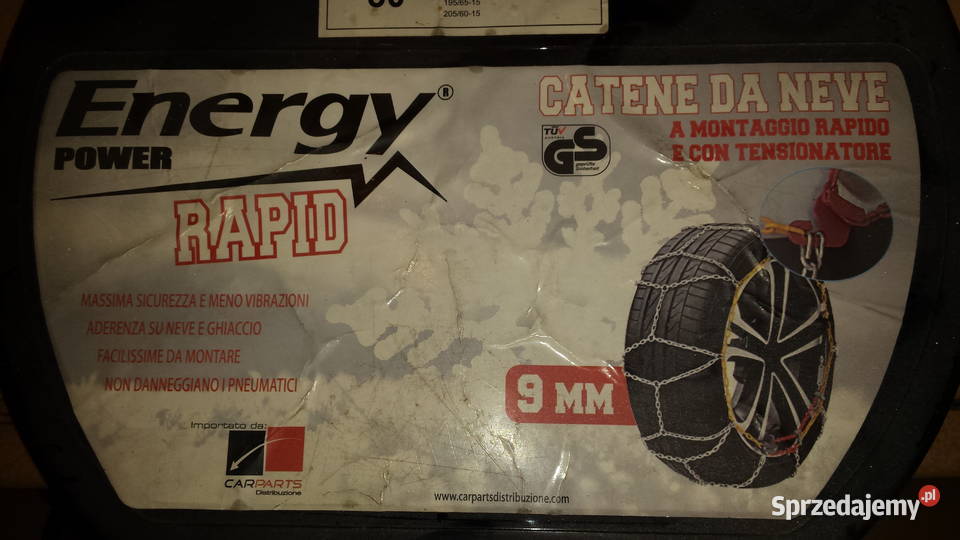 195/65-15
205/60-15
Energy®
POWER
RAPID
CATENE DA NEVE
A MONTAGGIO RAPIDO
E CON TENSIONATORE
TÜV
GS
geprüfte
Sicherheit
MASSIMA SICUREZZA E MENO VIBRAZIONI
ADERENZA SU NEVE E GHIACCIO
FACILISSIME DA MONTARE
NON DANNEGGIANO I PNEUMATICI
9 MM
Importato da:
CARPARTS
Distribuzione
www.carpartsdistribuzione.com
Sprzedajemy.pl